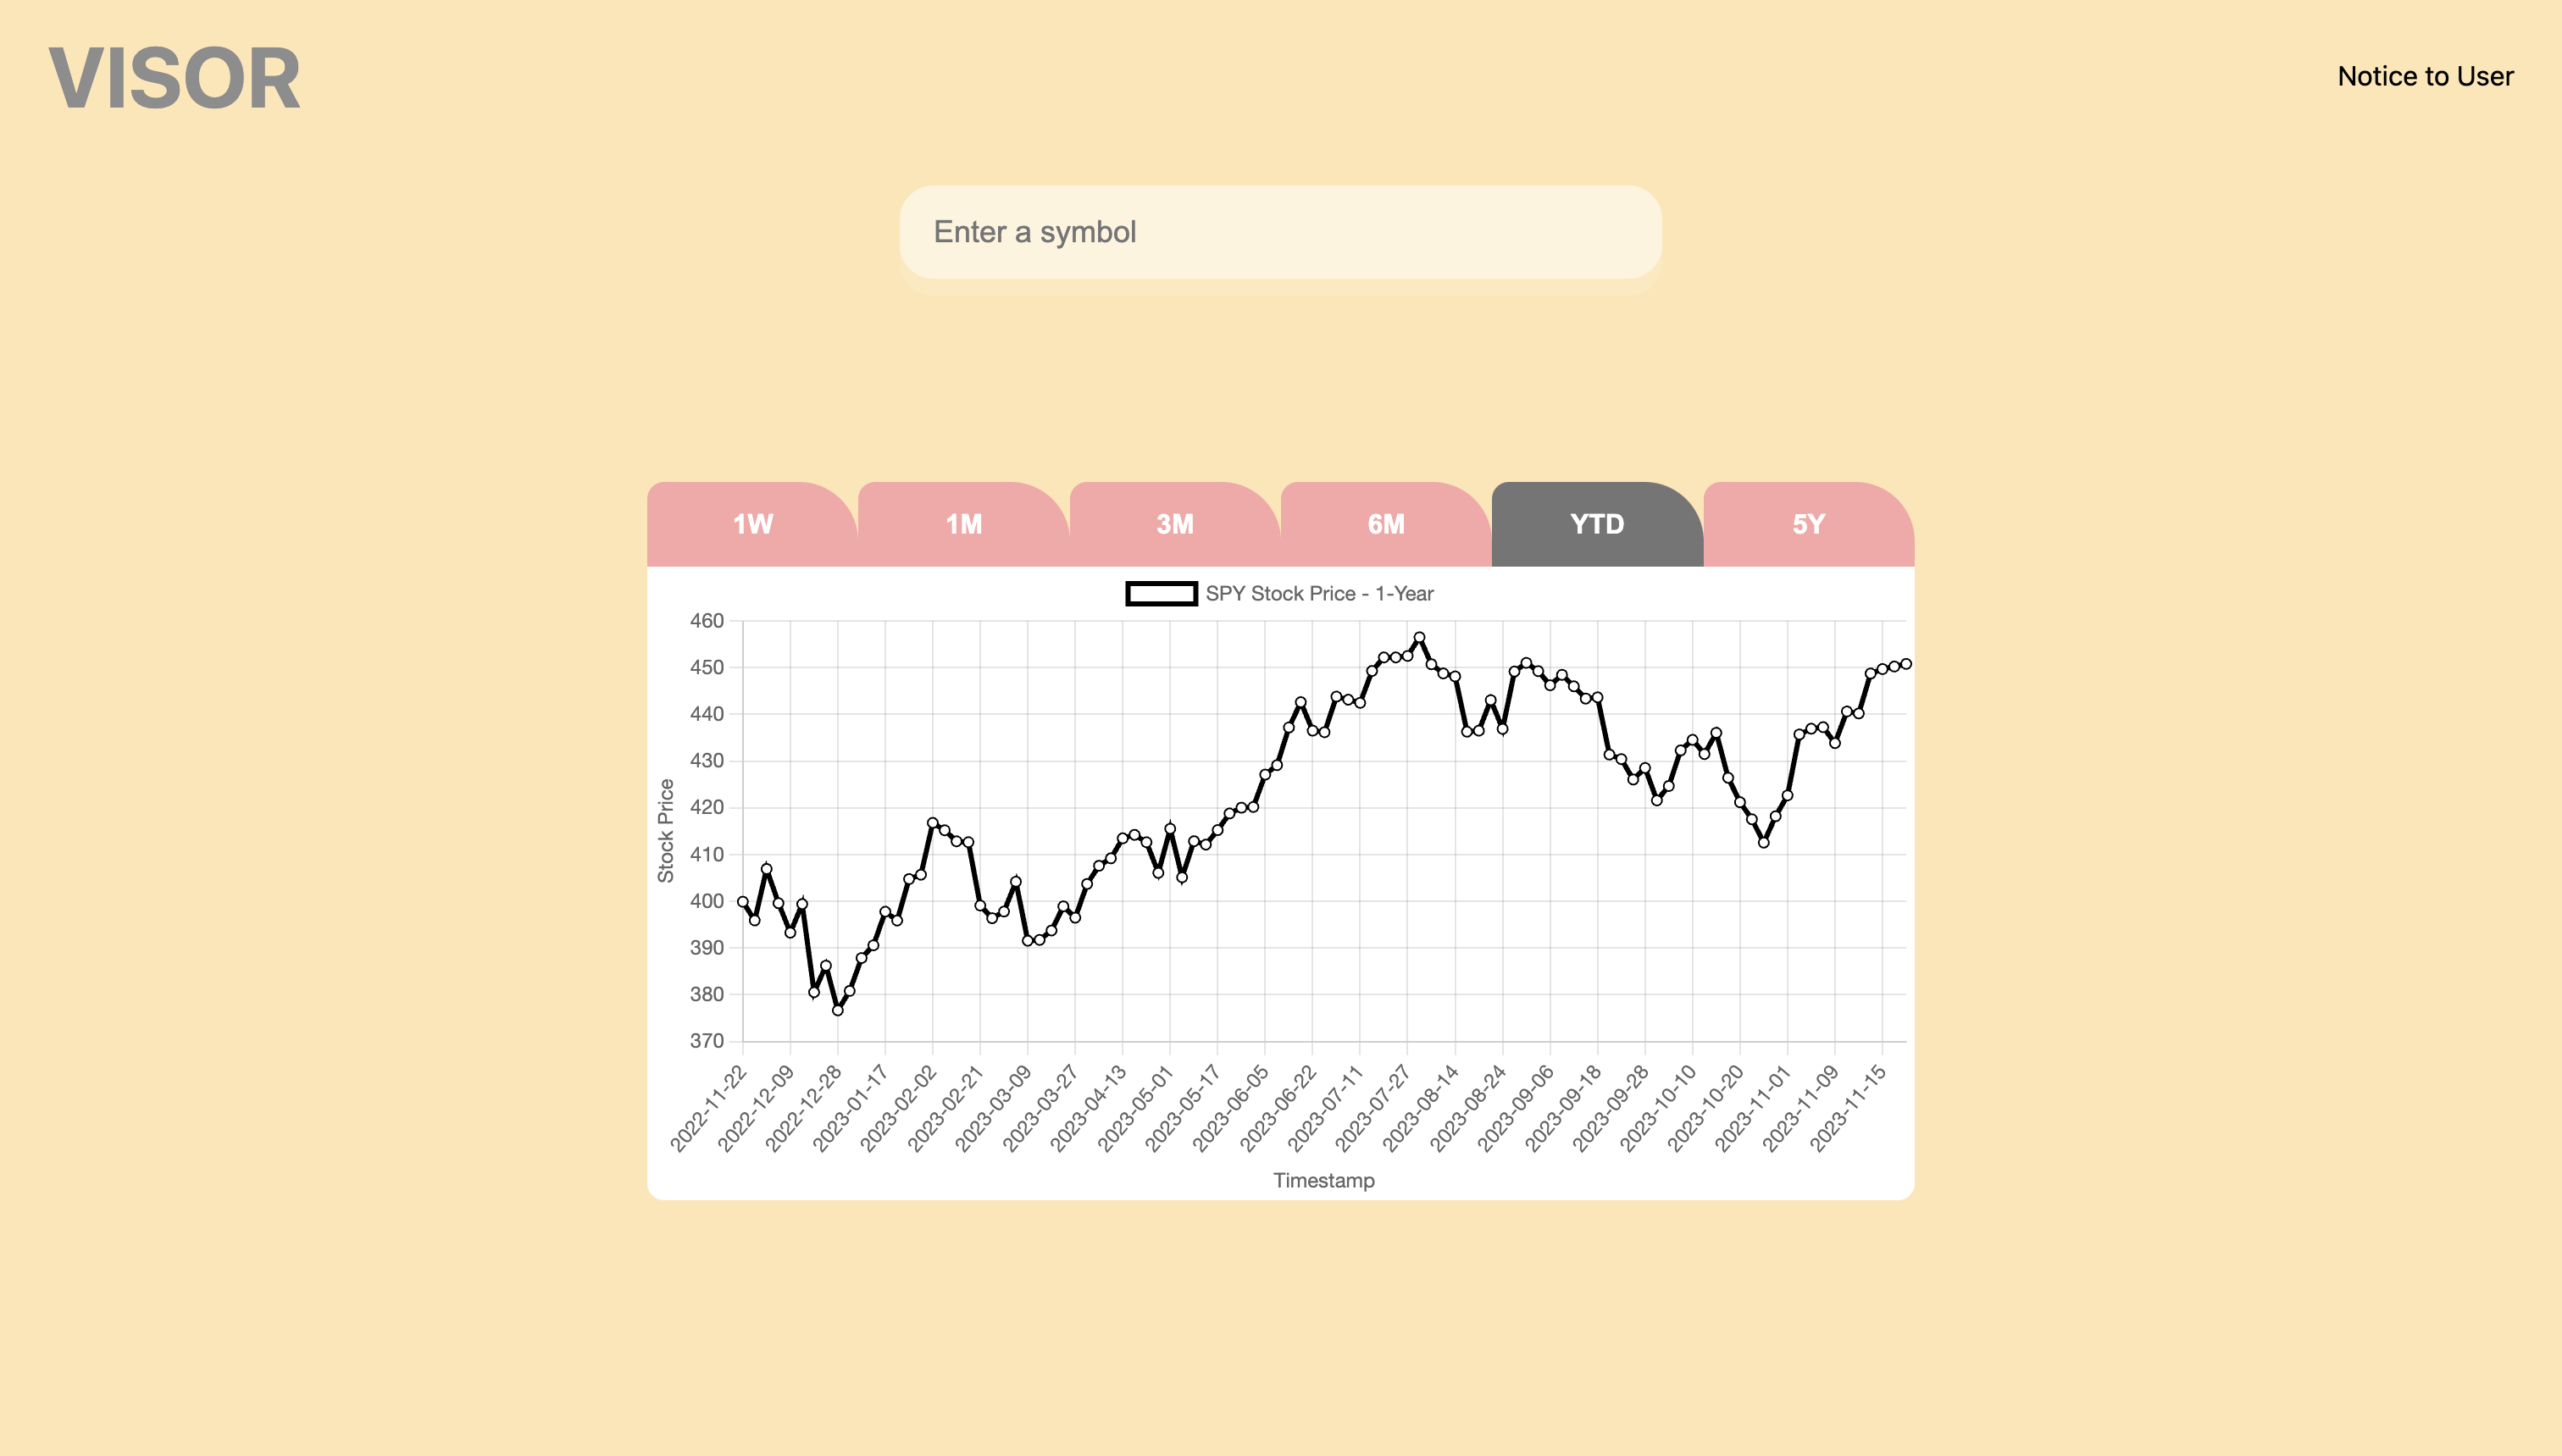 VISOR
Notice to User
Enter a symbol
1W
1M
3M
6M
YTD
5Y
SPY Stock Price - 1-Year
460
450
440
430
420
410
400
390
380
370
Stock Price
2022-11-22
2022-12-09
2022-12-28
2023-01-17
2023-02-02
2023-02-21
2023-03-09
2023-03-27
2023-04-13
2023-05-01
2023-05-17
2023-06-05
2023-06-22
2023-07-11
2023-07-27
2023-08-14
2023-08-24
2023-09-06
2023-09-18
2023-09-28
2023-10-10
2023-10-20
2023-11-01
2023-11-09
2023-11-15
Timestamp